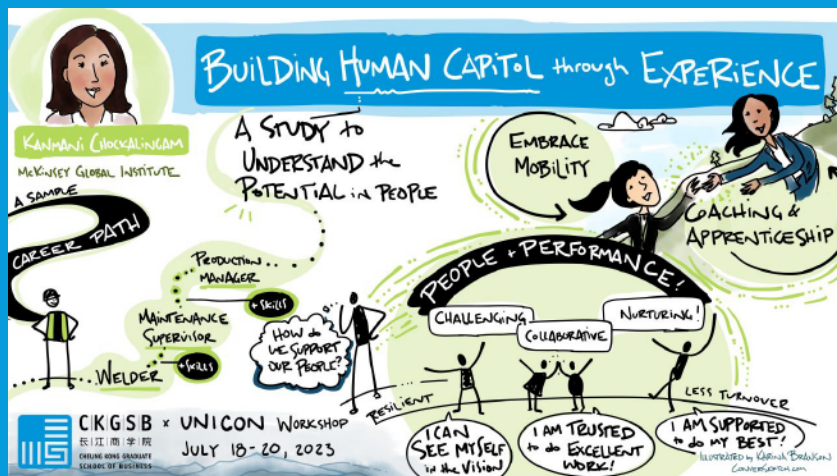 BUILDING HUMAN CAPITOL through EXPERIENCE
KANMANI CHOCKALINGAM
MCKINSEY GLOBAL INSTITUTE
A STUDY to
UNDERSTAND the
POTENTIAL in PEOPLE
A SAMPLE
CAREER PATH
PRODUCTION
MANAGER
+ SKILLS
MAINTENANCE
SUPERVISOR
+ SKILLS
WELDER
HOW do
WE SUPPORT
OUR PEOPLE?
EMBRACE
MOBILITY
COACHING &
APPRENTICESHIP
PEOPLE + PERFORMANCE!
CHALLENGING
COLLABORATIVE
NURTURING!
RESILIENT
LESS TURNOVER
I CAN
SEE MYSELF
in the VISION
I AM TRUSTED
to do EXCELLENT
WORK!
I AM SUPPORTED
to do MY BEST!
CKGSB x UNICON WORKSHOP
长江商学院
CHEUNG KONG GRADUATE
SCHOOL OF BUSINESS
JULY 18-20, 2023
ILLUSTRATED by KARINA BRANSON
CONVERSKETCH.com